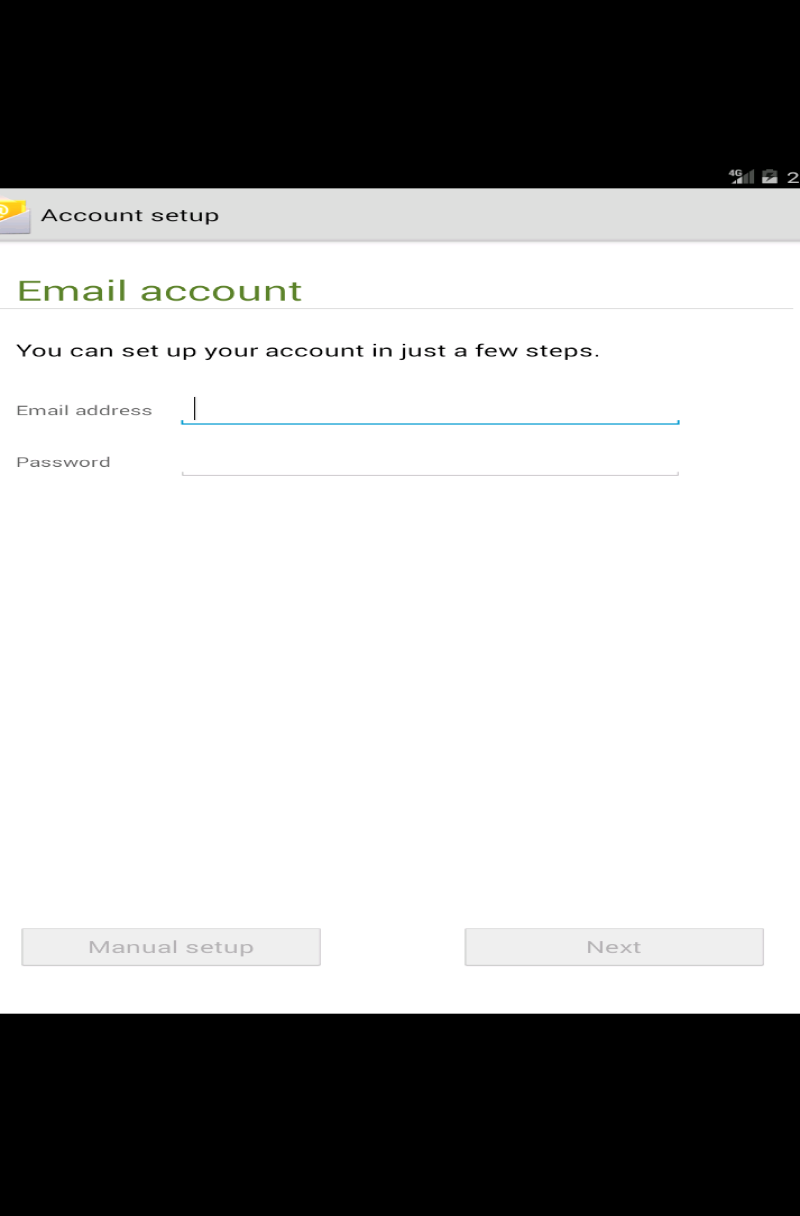 4G 2
Account setup
Email account
You can set up your account in just a few steps.
Email address
Password
Manual setup Next